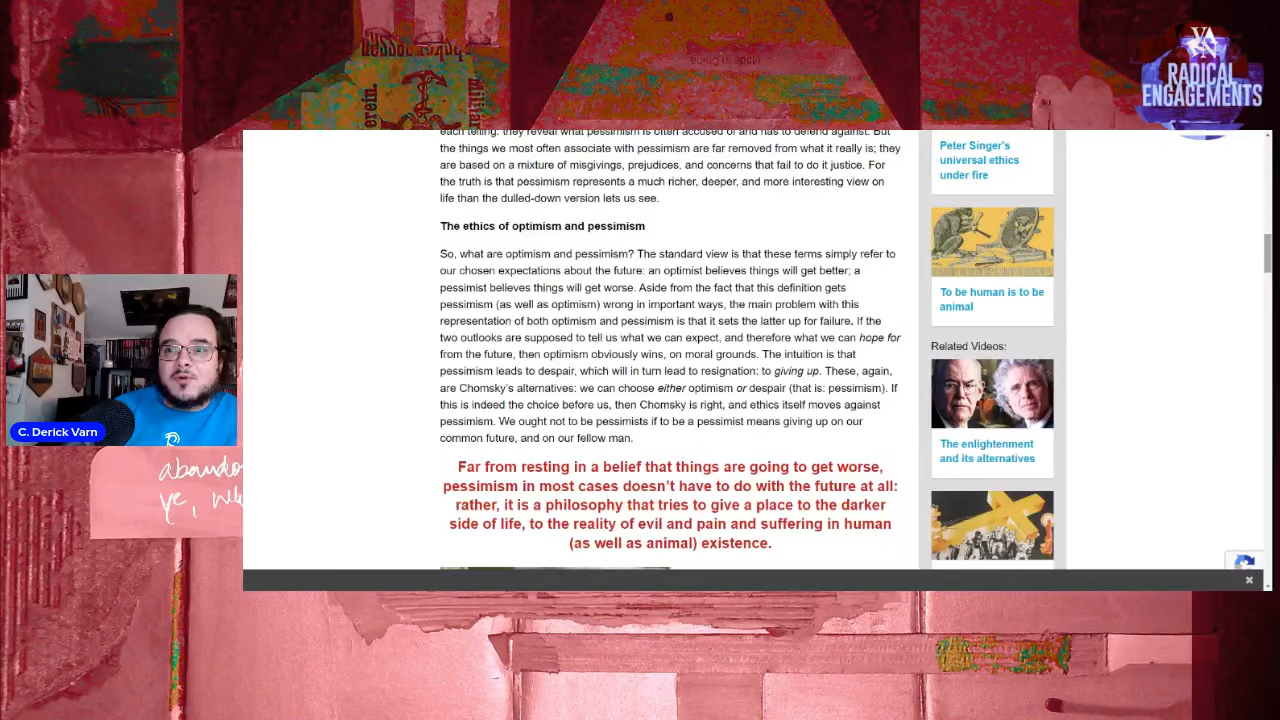 RADICAL
ENGAGEMENTS
erein.
Made in China
each telling: they reveal what pessimism is often accused of and has to defend against. But
the things we most often associate with pessimism are far removed from what it really is; they
are based on a mixture of misgivings, prejudices, and concerns that fail to do it justice. For
the truth is that pessimism represents a much richer, deeper, and more interesting view on
life than the dulled-down version lets us see.
The ethics of optimism and pessimism
So, what are optimism and pessimism? The standard view is that these terms simply refer to
our chosen expectations about the future: an optimist believes things will get better; a
pessimist believes things will get worse. Aside from the fact that this definition gets
pessimism (as well as optimism) wrong in important ways, the main problem with this
representation of both optimism and pessimism is that it sets the latter up for failure. If the
two outlooks are supposed to tell us what we can expect, and therefore what we can hope for
from the future, then optimism obviously wins, on moral grounds. The intuition is that
pessimism leads to despair, which will in turn lead to resignation: to giving up. These, again,
are Chomsky's alternatives: we can choose either optimism or despair (that is: pessimism). If
this is indeed the choice before us, then Chomsky is right, and ethics itself moves against
pessimism. We ought not to be pessimists if to be a pessimist means giving up on our
common future, and on our fellow man.
Far from resting in a belief that things are going to get worse,
pessimism in most cases doesn't have to do with the future at all:
rather, it is a philosophy that tries to give a place to the darker
side of life, to the reality of evil and pain and suffering in human
(as well as animal) existence.
Peter Singer's
universal ethics
under fire
To be human is to be
animal
Related Videos:
The enlightenment
and its alternatives
C. Derick Varn
abando
ye,